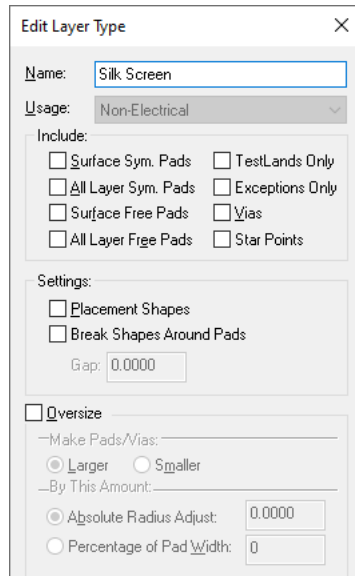 Edit Layer Type
Name: Silk Screen
Usage: Non-Electrical
Include:
Surface Sym. Pads TestLands Only
All Layer Sym. Pads Exceptions Only
Surface Free Pads Vias
All Layer Free Pads Star Points
Settings:
Placement Shapes
Break Shapes Around Pads
Gap: 0.0000
Oversize
Make Pads/Vias:
Larger Smaller
By This Amount:
Absolute Radius Adjust: 0.0000
Percentage of Pad Width: 0